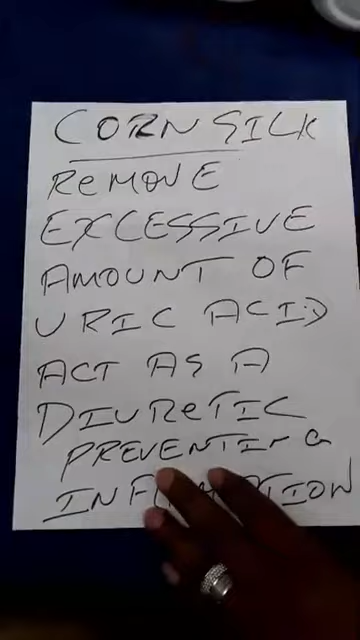 CORN SILK
REMOVE
EXCESSIVE
AMOUNT OF
URIC ACID
ACT AS A
DIURETIC
PREVENTING